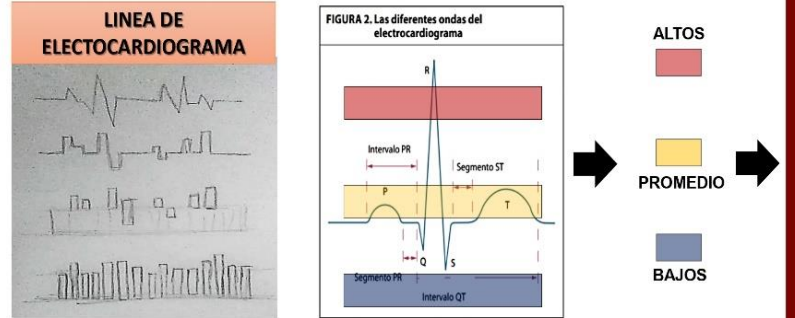 LINEA DE
ELECTOCARDIOGRAMA
FIGURA 2. Las diferentes ondas del
electrocardiograma
R
Intervalo PR
Segmento ST
P
T
Q
S
Segmento PR
Intervalo QT
ALTOS
PROMEDIO
BAJOS